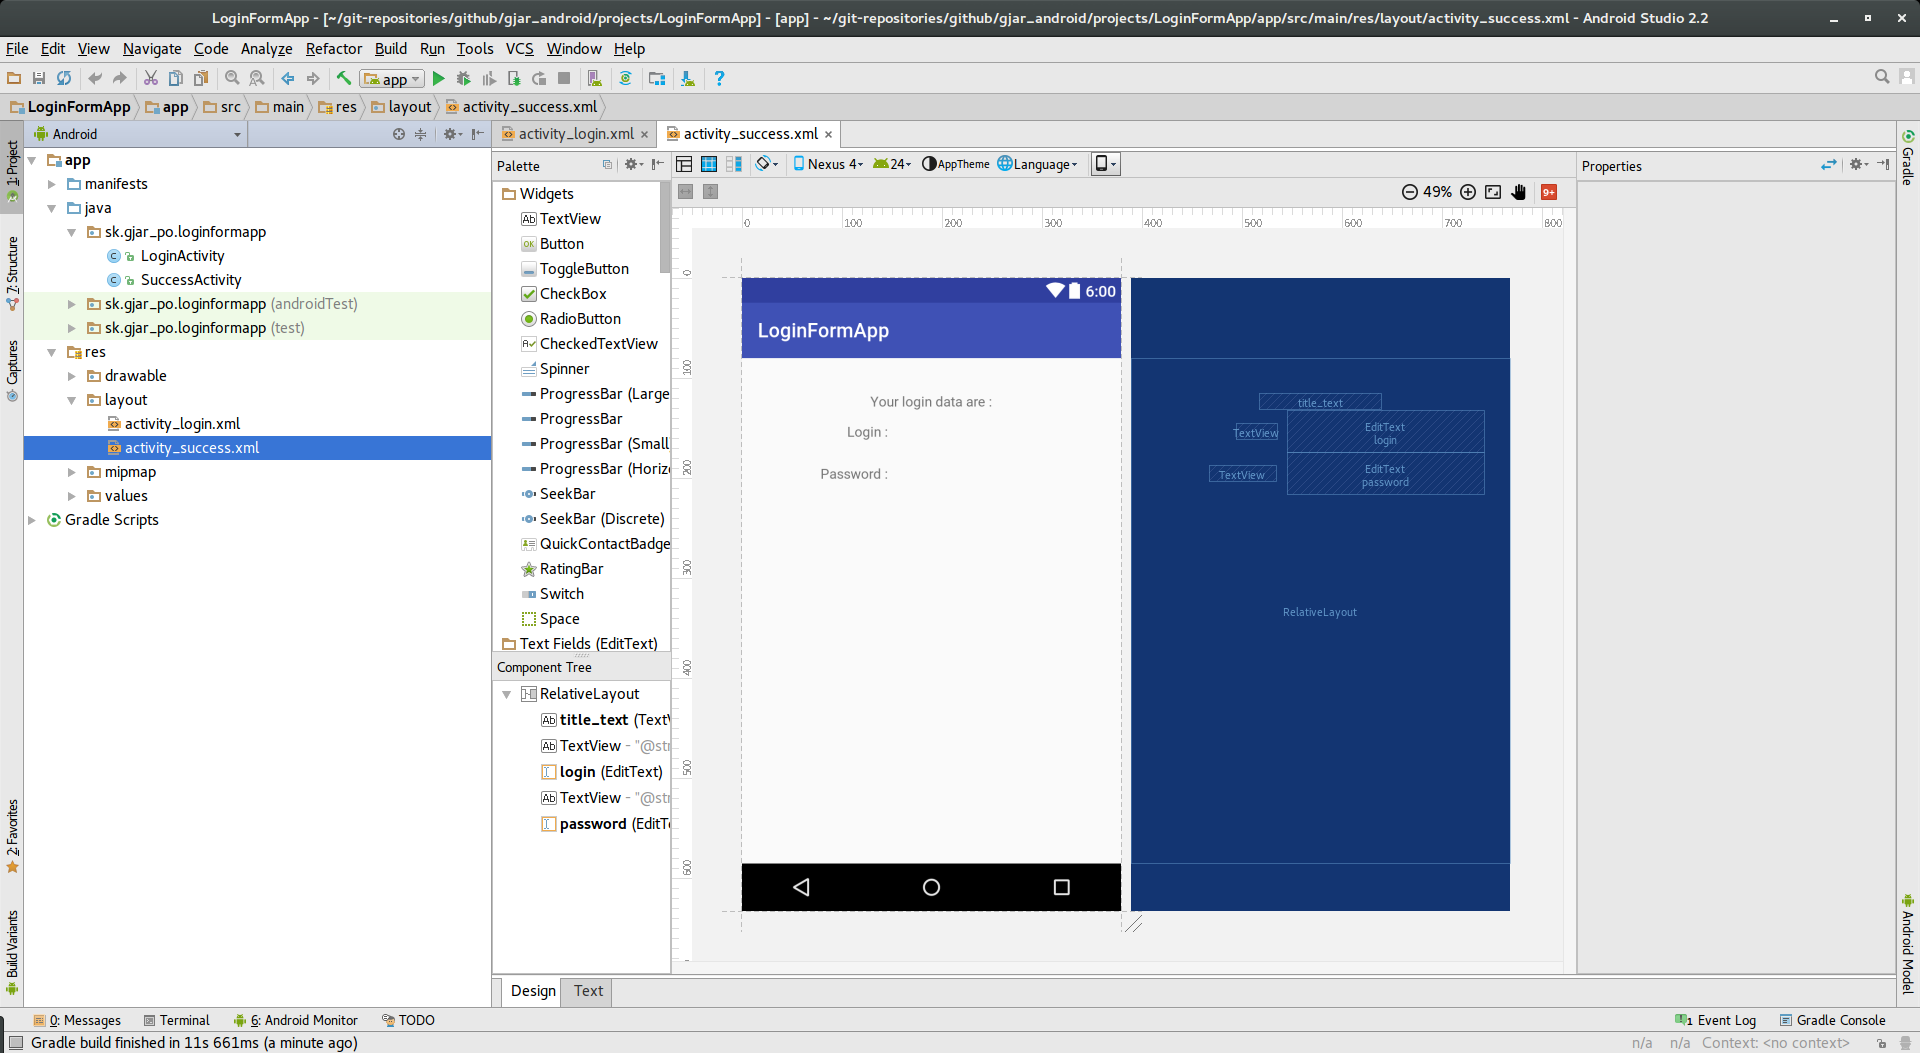 LoginFormApp - [~/git-repositories/github/gjar_android/projects/LoginFormApp] - [app] - ~/git-repositories/github/gjar_android/projects/LoginFormApp/app/src/main/res/layout/activity_success.xml - Android Studio 2.2
File Edit View Navigate Code Analyze Refactor Build Run Tools VCS Window Help
app
LoginFormApp app src main res layout activity_success.xml
Android
activity_login.xml
activity_success.xml
1: Project
7: Structure
Captures
2: Favorites
Build Variants
app
manifests
java
sk.gjar_po.loginformapp
LoginActivity
SuccessActivity
sk.gjar_po.loginformapp (androidTest)
sk.gjar_po.loginformapp (test)
res
drawable
layout
activity_login.xml
activity_success.xml
mipmap
values
Gradle Scripts
Palette
Widgets
TextView
Button
ToggleButton
CheckBox
RadioButton
CheckedTextView
Spinner
ProgressBar (Large
ProgressBar
ProgressBar (Small
ProgressBar (Horiz
SeekBar
SeekBar (Discrete)
QuickContactBadge
RatingBar
Switch
Space
Text Fields (EditText)
Component Tree
RelativeLayout
title_text (Text
TextView - "@str
login (EditText)
TextView - "@str
password (EditTe
Nexus 4 24 AppTheme Language
49% 9+
0 100 200 300 400 500 600 700 800
0
100
200
300
400
500
600
6:00
LoginFormApp
Your login data are :
Login :
Password :
title_text
TextView
EditText
login
TextView
EditText
password
RelativeLayout
Properties
Gradle
Android Model
Design Text
0: Messages Terminal 6: Android Monitor TODO
1 Event Log Gradle Console
Gradle build finished in 11s 661ms (a minute ago)
n/a n/a Context: <no context>